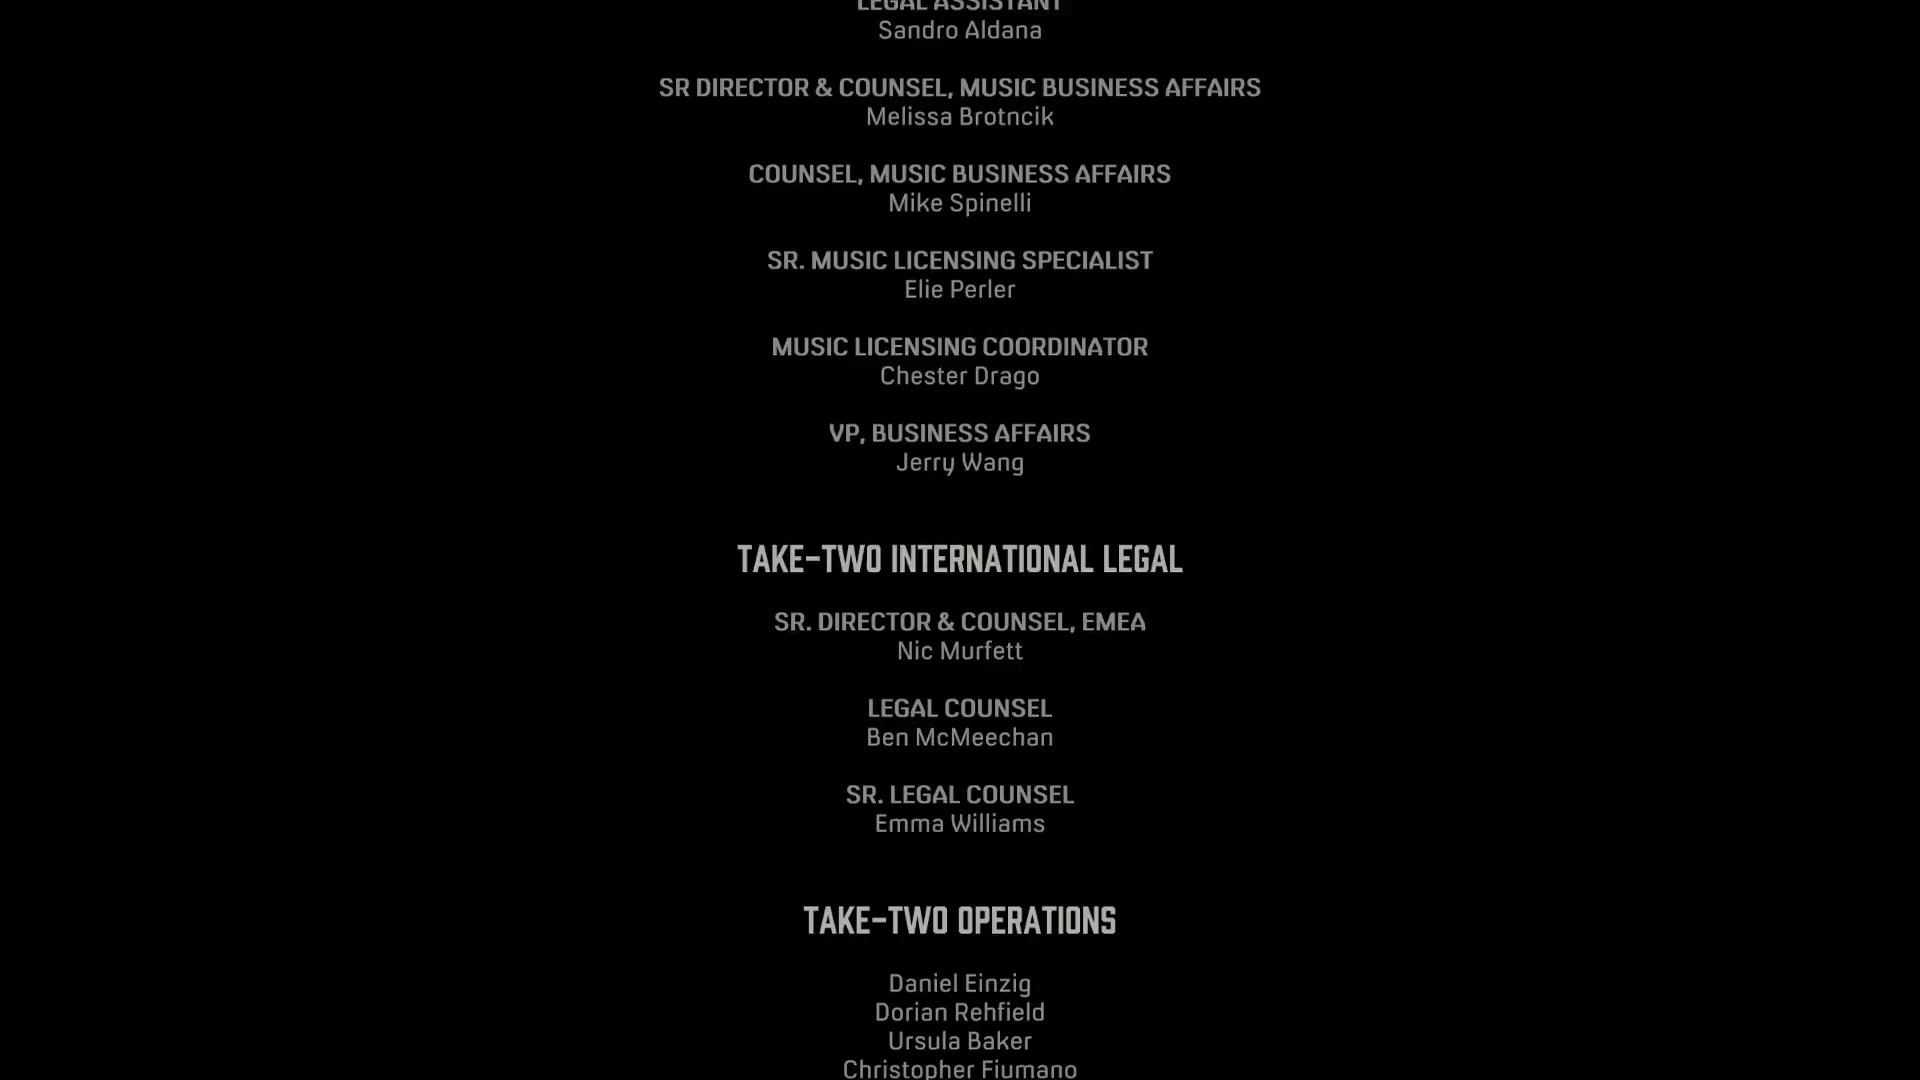 LEGAL ASSISTANT
Sandro Aldana
SR DIRECTOR & COUNSEL, MUSIC BUSINESS AFFAIRS
Melissa Brotncik
COUNSEL, MUSIC BUSINESS AFFAIRS
Mike Spinelli
SR. MUSIC LICENSING SPECIALIST
Elie Perler
MUSIC LICENSING COORDINATOR
Chester Drago
VP, BUSINESS AFFAIRS
Jerry Wang
TAKE-TWO INTERNATIONAL LEGAL
SR. DIRECTOR & COUNSEL, EMEA
Nic Murfett
LEGAL COUNSEL
Ben McMeechan
SR. LEGAL COUNSEL
Emma Williams
TAKE-TWO OPERATIONS
Daniel Einzig
Dorian Rehfield
Ursula Baker
Christopher Fiumano